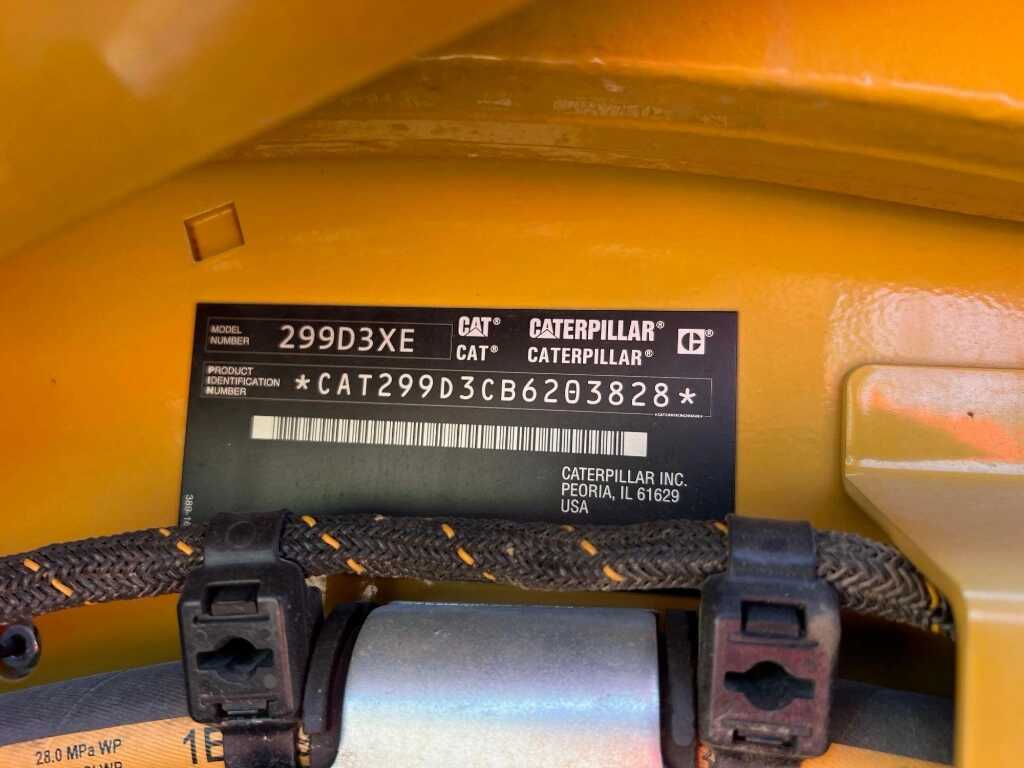 MODEL NUMBER 299D3XE
CAT® CATERPILLAR®
CAT® CATERPILLAR®
PRODUCT IDENTIFICATION NUMBER *CAT299D3CB6203828*
CATERPILLAR INC.
PEORIA, IL 61629
USA
28.0 MPa WP